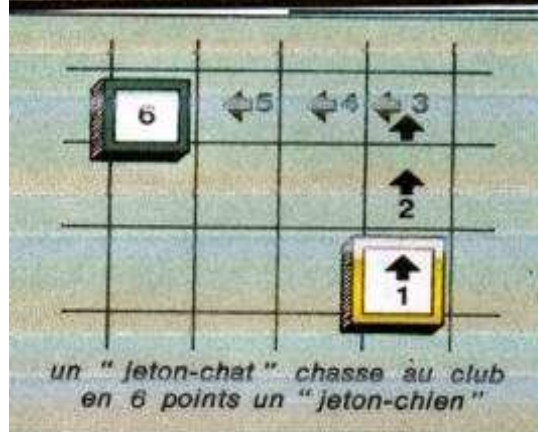 6 5 4 3
2
1
un " jeton-chat " chasse au club
en 6 points un " jeton-chien "